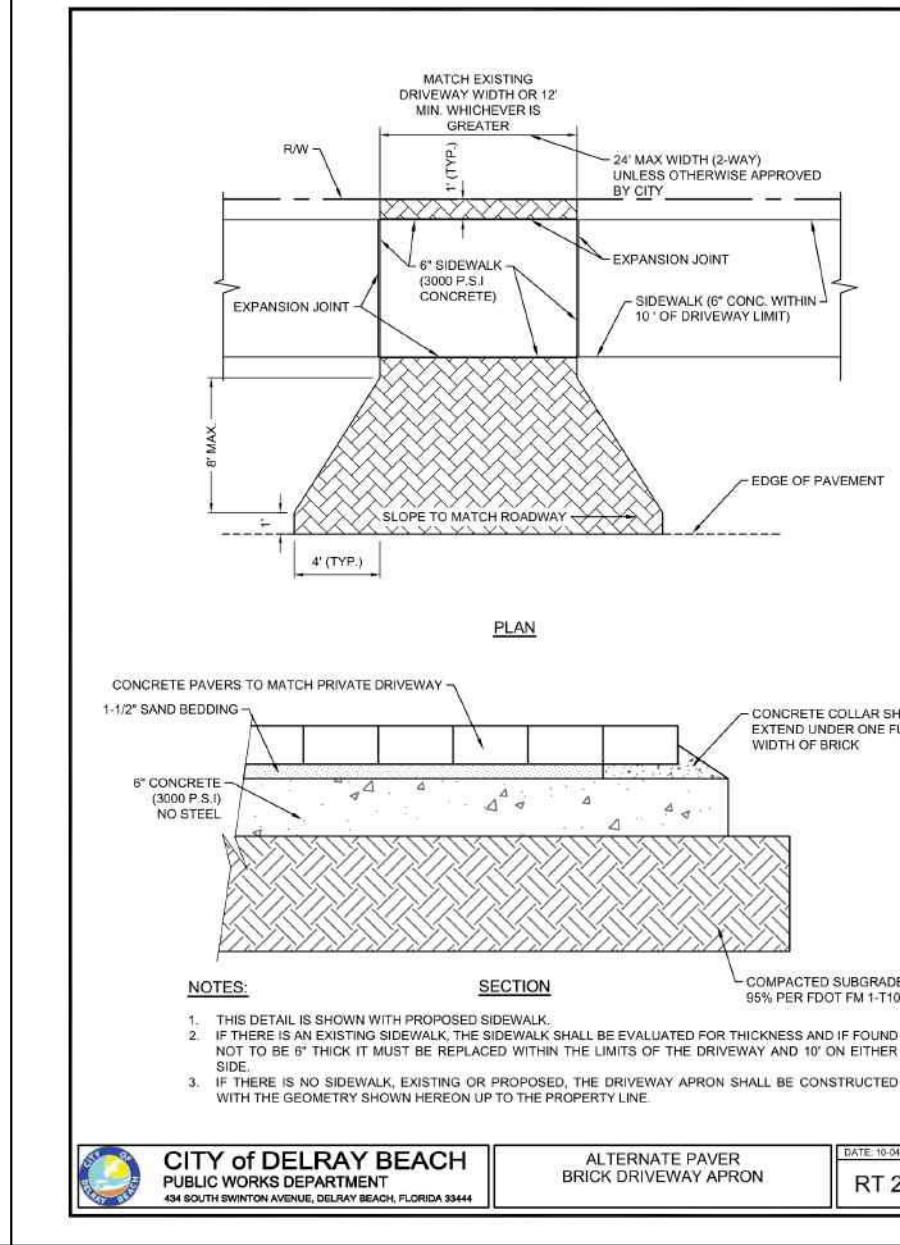 MATCH EXISTING
DRIVEWAY WIDTH OR 12'
MIN. WHICHEVER IS
GREATER
R/W
1' (TYP.)
24' MAX WIDTH (2-WAY)
UNLESS OTHERWISE APPROVED
BY CITY
6" SIDEWALK
(3000 P.S.I
CONCRETE)
EXPANSION JOINT
EXPANSION JOINT
SIDEWALK (6" CONC. WITHIN
10 ' OF DRIVEWAY LIMIT)
8' MAX.
EDGE OF PAVEMENT
1'
SLOPE TO MATCH ROADWAY
4' (TYP.)
PLAN
CONCRETE PAVERS TO MATCH PRIVATE DRIVEWAY
1-1/2" SAND BEDDING
CONCRETE COLLAR SH
EXTEND UNDER ONE FU
WIDTH OF BRICK
6" CONCRETE
(3000 P.S.I)
NO STEEL
COMPACTED SUBGRADE
95% PER FDOT FM 1-T10
NOTES:
SECTION
1. THIS DETAIL IS SHOWN WITH PROPOSED SIDEWALK.
2. IF THERE IS AN EXISTING SIDEWALK, THE SIDEWALK SHALL BE EVALUATED FOR THICKNESS AND IF FOUND
NOT TO BE 6" THICK IT MUST BE REPLACED WITHIN THE LIMITS OF THE DRIVEWAY AND 10' ON EITHER
SIDE.
3. IF THERE IS NO SIDEWALK, EXISTING OR PROPOSED, THE DRIVEWAY APRON SHALL BE CONSTRUCTED
WITH THE GEOMETRY SHOWN HEREON UP TO THE PROPERTY LINE.
CITY OF
DELRAY BEACH
CITY of DELRAY BEACH
PUBLIC WORKS DEPARTMENT
434 SOUTH SWINTON AVENUE, DELRAY BEACH, FLORIDA 33444
ALTERNATE PAVER
BRICK DRIVEWAY APRON
DATE: 10-04
RT 2